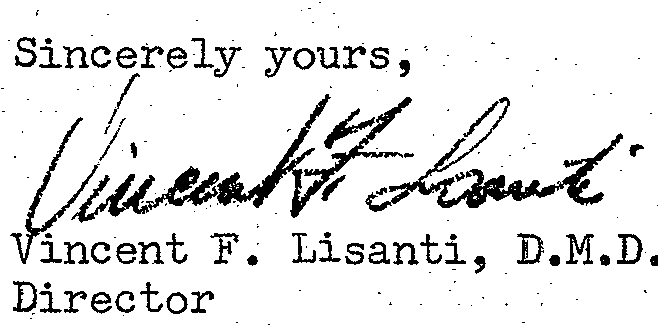 Sincerely yours,
Vincent F. Lisanti
Vincent F. Lisanti, D.M.D.
Director